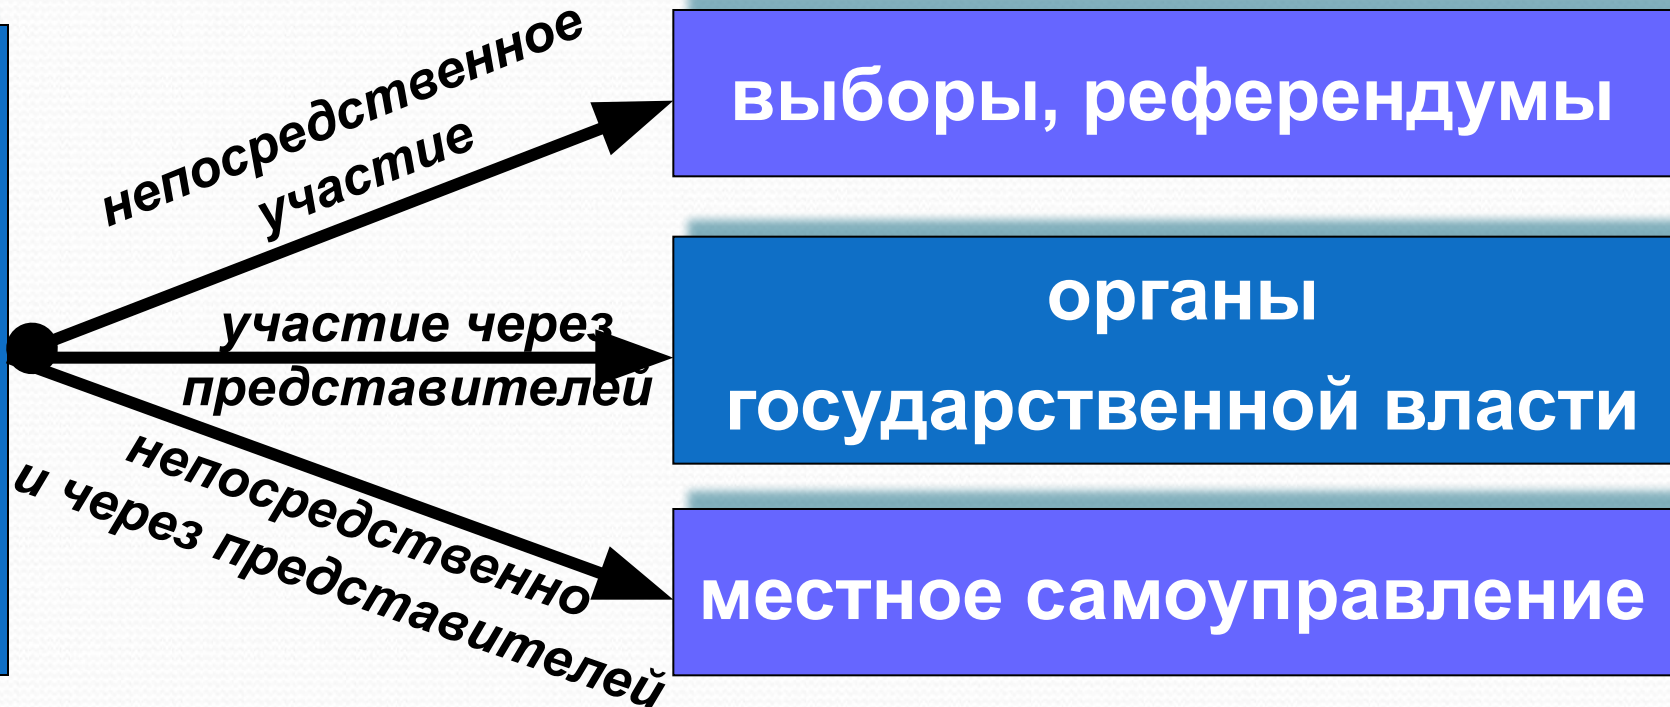 непосредственное
участие
выборы, референдумы
участие через
представителей
органы
государственной власти
непосредственно
и через представителей
местное самоуправление